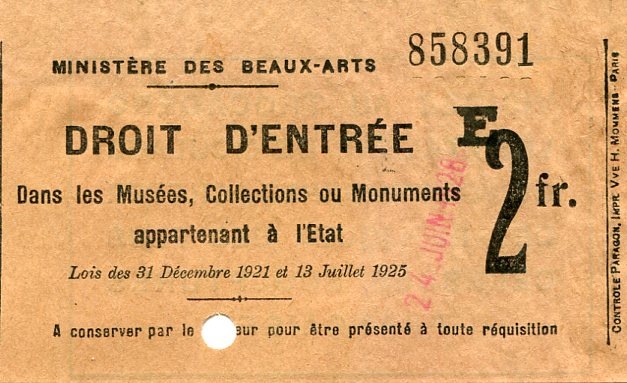 MINISTÈRE DES BEAUX-ARTS
858391
DROIT D'ENTRÉE
E
2 fr.
Dans les Musées, Collections ou Monuments
appartenant à l'Etat
Lois des 31 Décembre 1921 et 13 Juillet 1925
A conserver par le eur pour être présenté à toute réquisition
24 JUIN
CONTROLE PARAGON, IMPR. VVE H. MOMMENS - PARIS